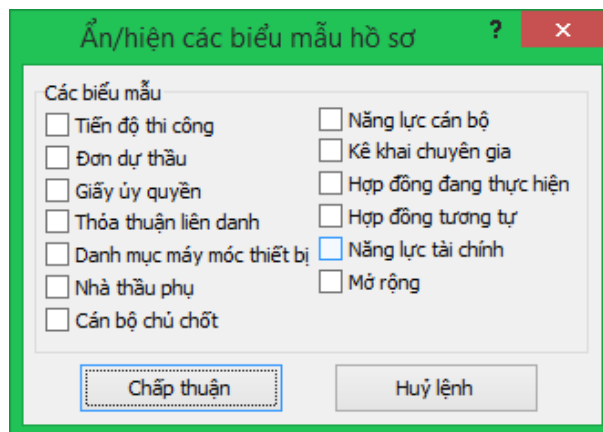 Ẩn/hiện các biểu mẫu hồ sơ
?
Các biểu mẫu
Tiến độ thi công
Đơn dự thầu
Giấy ủy quyền
Thỏa thuận liên danh
Danh mục máy móc thiết bị
Nhà thầu phụ
Cán bộ chủ chốt
Năng lực cán bộ
Kê khai chuyên gia
Hợp đồng đang thực hiện
Hợp đồng tương tự
Năng lực tài chính
Mở rộng
Chấp thuận
Huỷ lệnh